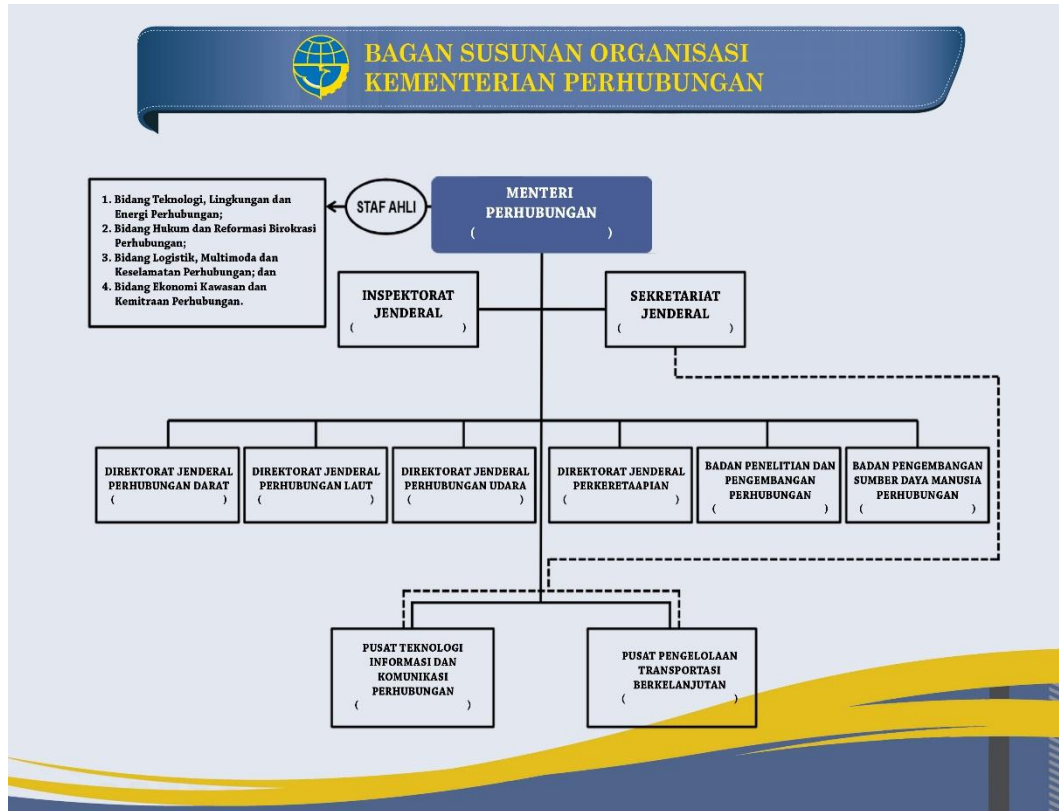 BAGAN SUSUNAN ORGANISASI
KEMENTERIAN PERHUBUNGAN
MENTERI
PERHUBUNGAN
( )
STAF AHLI
1. Bidang Teknologi, Lingkungan dan
Energi Perhubungan;
2. Bidang Hukum dan Reformasi Birokrasi
Perhubungan;
3. Bidang Logistik, Multimoda dan
Keselamatan Perhubungan; dan
4. Bidang Ekonomi Kawasan dan
Kemitraan Perhubungan.
INSPEKTORAT
JENDERAL
( )
SEKRETARIAT
JENDERAL
( )
DIREKTORAT JENDERAL
PERHUBUNGAN DARAT
( )
DIREKTORAT JENDERAL
PERHUBUNGAN LAUT
( )
DIREKTORAT JENDERAL
PERHUBUNGAN UDARA
( )
DIREKTORAT JENDERAL
PERKERETAAPIAN
( )
BADAN PENELITIAN DAN
PENGEMBANGAN
PERHUBUNGAN
( )
BADAN PENGEMBANGAN
SUMBER DAYA MANUSIA
PERHUBUNGAN
( )
PUSAT TEKNOLOGI
INFORMASI DAN
KOMUNIKASI
PERHUBUNGAN
( )
PUSAT PENGELOLAAN
TRANSPORTASI
BERKELANJUTAN
( )